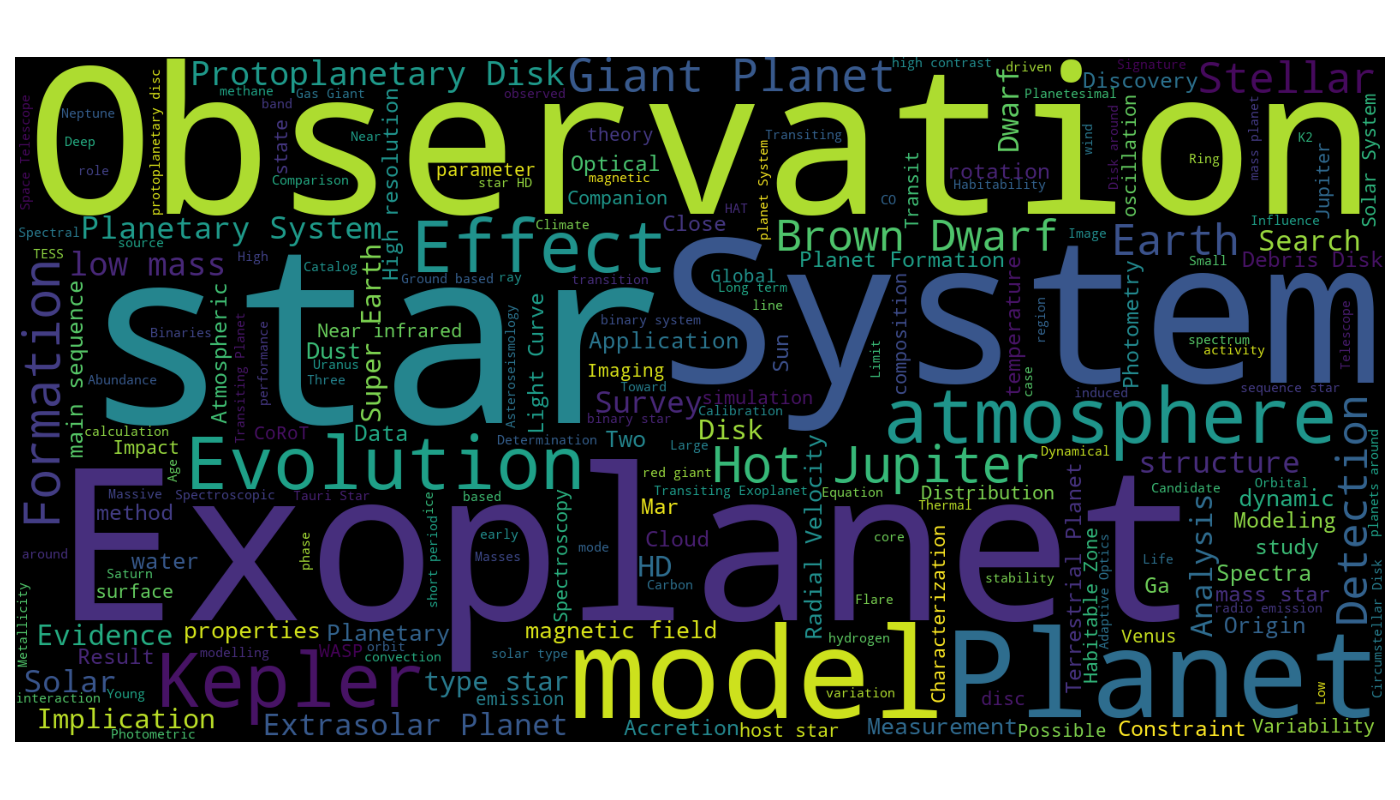 Observation
star
System
Exoplanet
model
Planet
Protoplanetary Disk
Giant Planet
Stellar
high contrast
driven
Signature
Discovery
Planetesimal
methane
Gas Giant
observed
band
Neptune
Deep
role
Space Telescope
protoplanetary disc
state
Near
Comparison
High resolution
theory
parameter
star HD
Optical
magnetic
Companion
Transiting
planet System
HAT
CO
Transit
Dwarf
rotation
Habitability
wind
Disk around
oscillation
Ring
mass planet
K2
Jupiter
Solar System
Spectral
Planetary System
source
TESS
low mass
High
Catalog
Effect
Climate
Close
Brown Dwarf
Planet Formation
Image
Earth
Influence
Search
Small
Debris Disk
Ground based
ray
transition
Global
Long term
line
Formation
main sequence
Binaries
Atmospheric
Transiting Planet
performance
Near infrared
Dust
Uranus
Three
Super Earth
Asteroseismology
Light Curve
binary system
Application
Imaging
Toward
Survey
simulation
binary star
Calibration
Sun
Limit
composition
temperature
region
case
Photometry
induced
spectrum
activity
sequence star
Telescope
Abundance
calculation
Impact
Age
CoRoT
Data
Evolution
Determination
Two
Large
Disk
atmosphere
Hot Jupiter
Dynamical
structure
Detection
red giant
Transiting Exoplanet
Radial Velocity
Equation
Distribution
Thermal
Candidate
Orbital
dynamic
Modeling
study
planets around
Massive
Spectroscopic
Tauri Star
method
based
ice
short period
early
Masses
mode
Spectroscopy
Mar
Cloud
HD
Carbon
core
Flare
stability
Characterization
Terrestrial Planet
Habitable Zone
Adaptive Optics
Life
Ga
Analysis
Spectra
mass star
radio emission
Origin
Circumstellar Disk
around
water
Saturn
surface
phase
Metallicity
Evidence
properties
Planetary
orbit
magnetic field
hydrogen
Venus
Result
modelling
WASP
convection
solar type
Solar
Kepler
type star
emission
variation
disc
Low
interaction
Young
Implication
Photometric
Extrasolar Planet
Accretion
host star
Measurement
Possible
Constraint
Variability